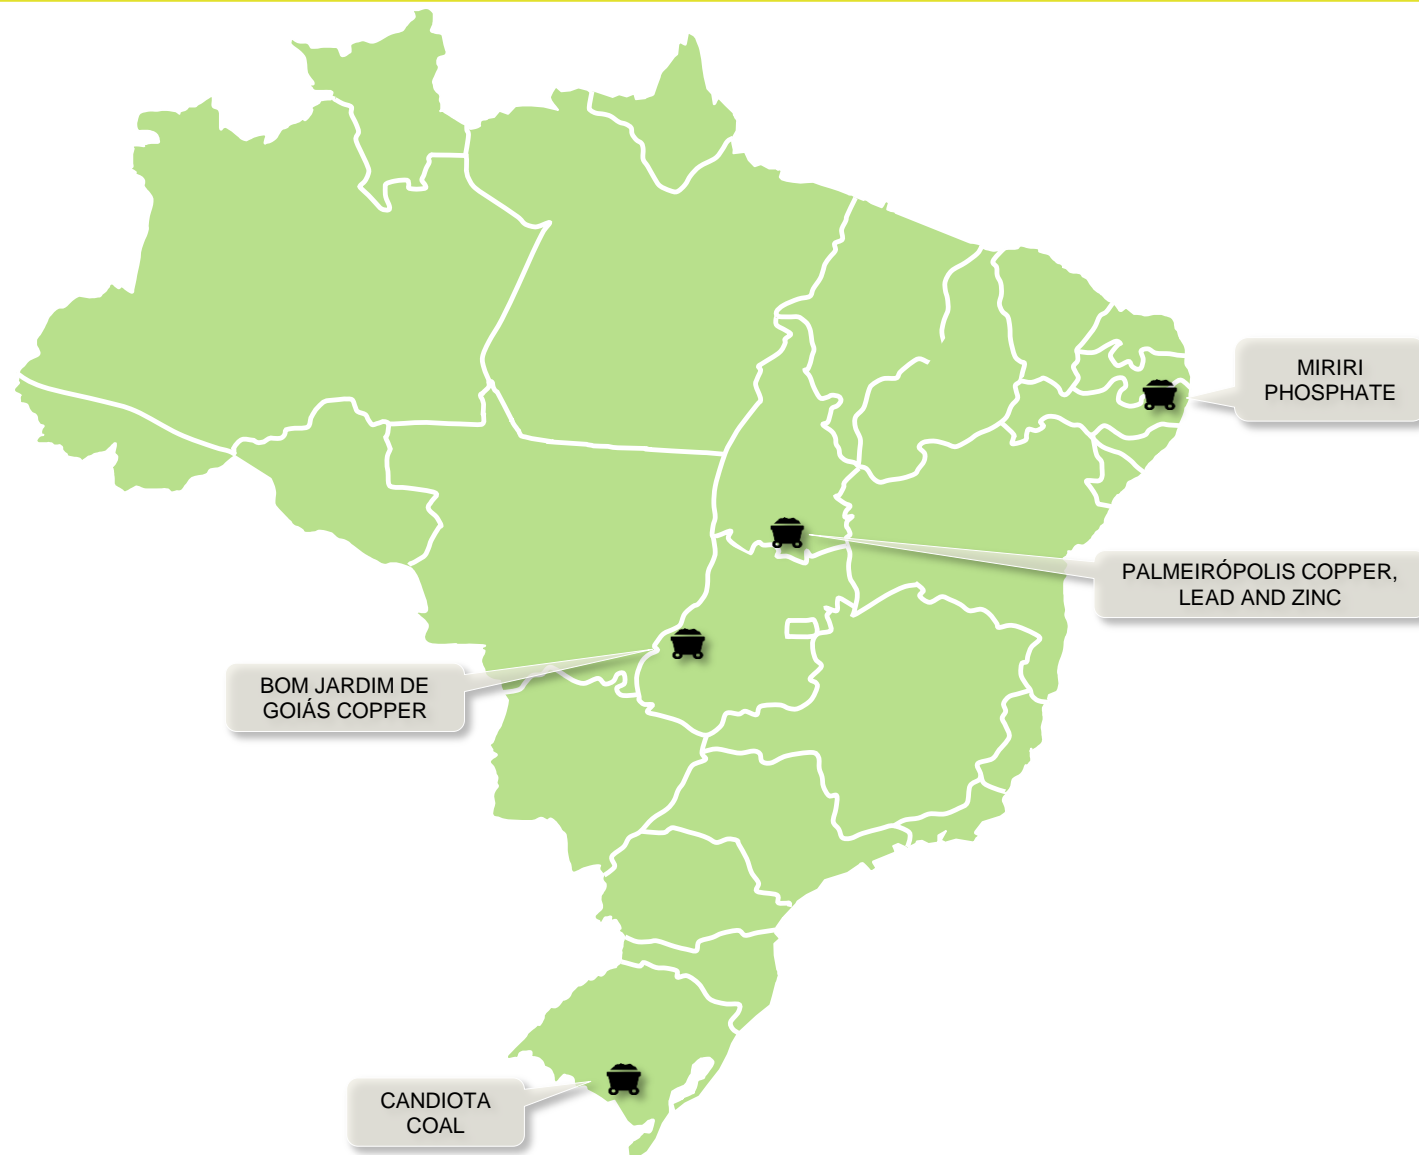 MIRIRI
PHOSPHATE
PALMEIRÓPOLIS COPPER,
LEAD AND ZINC
BOM JARDIM DE
GOIÁS COPPER
CANDIOTA
COAL